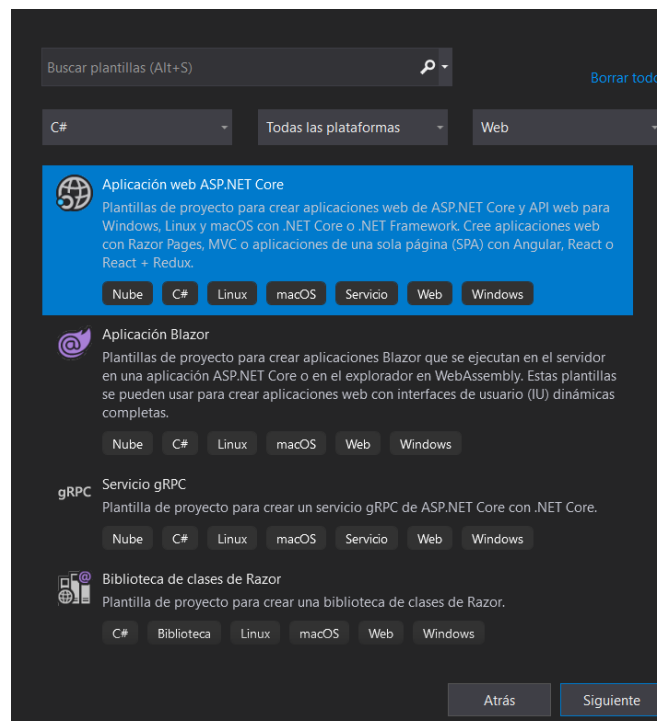 Buscar plantillas (Alt+S)
Borrar todo
C#
Todas las plataformas
Web
Aplicación web ASP.NET Core
Plantillas de proyecto para crear aplicaciones web de ASP.NET Core y API web para
Windows, Linux y macOS con .NET Core o .NET Framework. Cree aplicaciones web
con Razor Pages, MVC o aplicaciones de una sola página (SPA) con Angular, React o
React + Redux.
Nube C# Linux macOS Servicio Web Windows
Aplicación Blazor
Plantillas de proyecto para crear aplicaciones Blazor que se ejecutan en el servidor
en una aplicación ASP.NET Core o en el explorador en WebAssembly. Estas plantillas
se pueden usar para crear aplicaciones web con interfaces de usuario (IU) dinámicas
completas.
Nube C# Linux macOS Web Windows
gRPC Servicio gRPC
Plantilla de proyecto para crear un servicio gRPC de ASP.NET Core con .NET Core.
Nube C# Linux macOS Servicio Web Windows
Biblioteca de clases de Razor
Plantilla de proyecto para crear una biblioteca de clases de Razor.
C# Biblioteca Linux macOS Web Windows
Atrás Siguiente